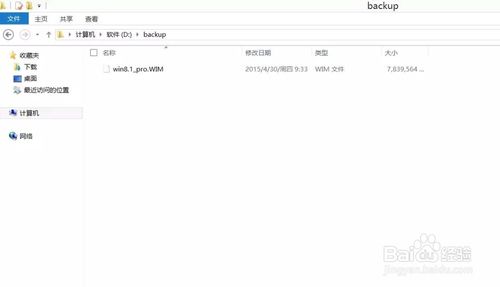 backup
文件 主页 共享 查看
计算机 ▸ 软件 (D:) ▸ backup
收藏夹
下载
桌面
最近访问的位置
计算机
网络
名称 修改日期 类型 大小
win8.1_pro.WIM 2015/4/30/周四 9:33 WIM 文件 7,839,564 ...
Baidu 经验
jingyan.baidu.com